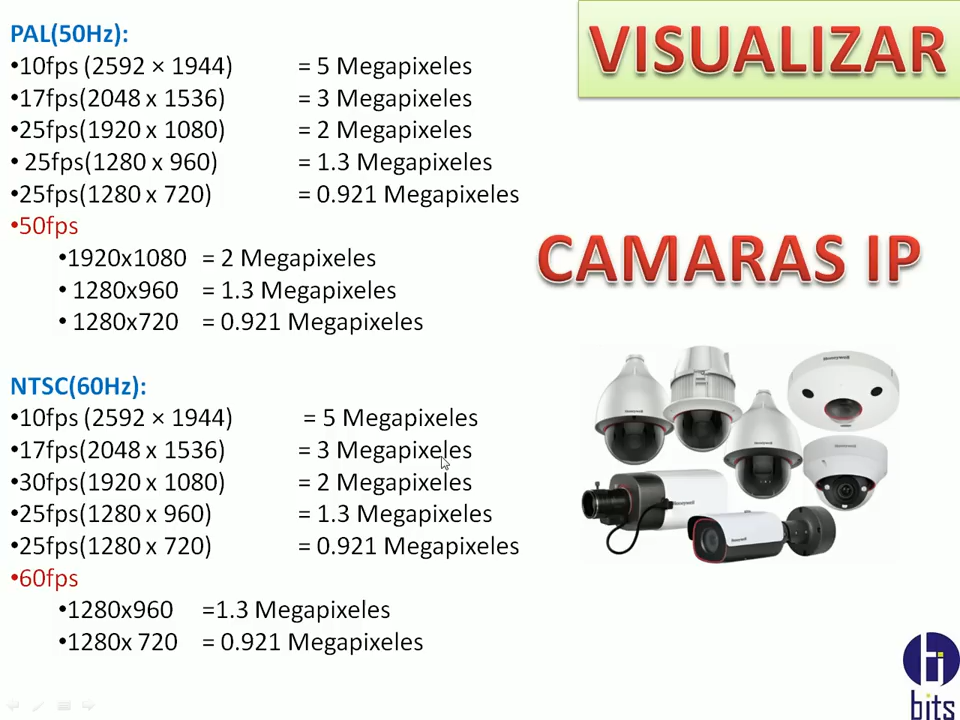 PAL(50Hz):
•10fps (2592 × 1944) = 5 Megapixeles
•17fps(2048 x 1536) = 3 Megapixeles
•25fps(1920 x 1080) = 2 Megapixeles
• 25fps(1280 x 960) = 1.3 Megapixeles
•25fps(1280 x 720) = 0.921 Megapixeles
•50fps
•1920x1080 = 2 Megapixeles
• 1280x960 = 1.3 Megapixeles
• 1280x720 = 0.921 Megapixeles
NTSC(60Hz):
•10fps (2592 × 1944) = 5 Megapixeles
•17fps(2048 x 1536) = 3 Megapixeles
•30fps(1920 x 1080) = 2 Megapixeles
•25fps(1280 x 960) = 1.3 Megapixeles
•25fps(1280 x 720) = 0.921 Megapixeles
•60fps
•1280x960 =1.3 Megapixeles
•1280x 720 = 0.921 Megapixeles
VISUALIZAR
CAMARAS IP
Honeywell
Honeywell
bits